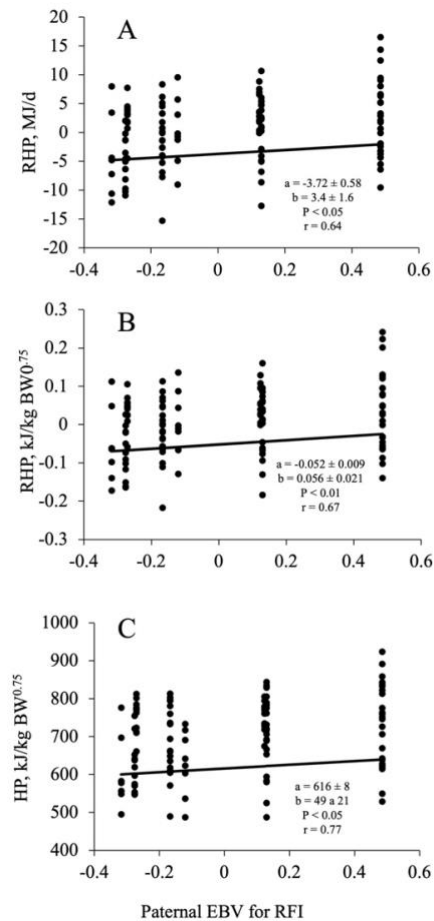 A
20
15
10
5
0
-5
-10
-15
-20
RHP, MJ/d
a = -3.72 ± 0.58
b = 3.4 ± 1.6
P < 0.05
r = 0.64
-0.4 -0.2 0 0.2 0.4 0.6
B
0.3
0.2
0.1
0
-0.1
-0.2
-0.3
RHP, kJ/kg BW0.75
a = -0.052 ± 0.009
b = 0.056 ± 0.021
P < 0.01
r = 0.67
-0.4 -0.2 0 0.2 0.4 0.6
C
1000
900
800
700
600
500
400
HP, kJ/kg BW0.75
a = 616 ± 8
b = 49 a 21
P < 0.05
r = 0.77
-0.4 -0.2 0 0.2 0.4 0.6
Paternal EBV for RFI